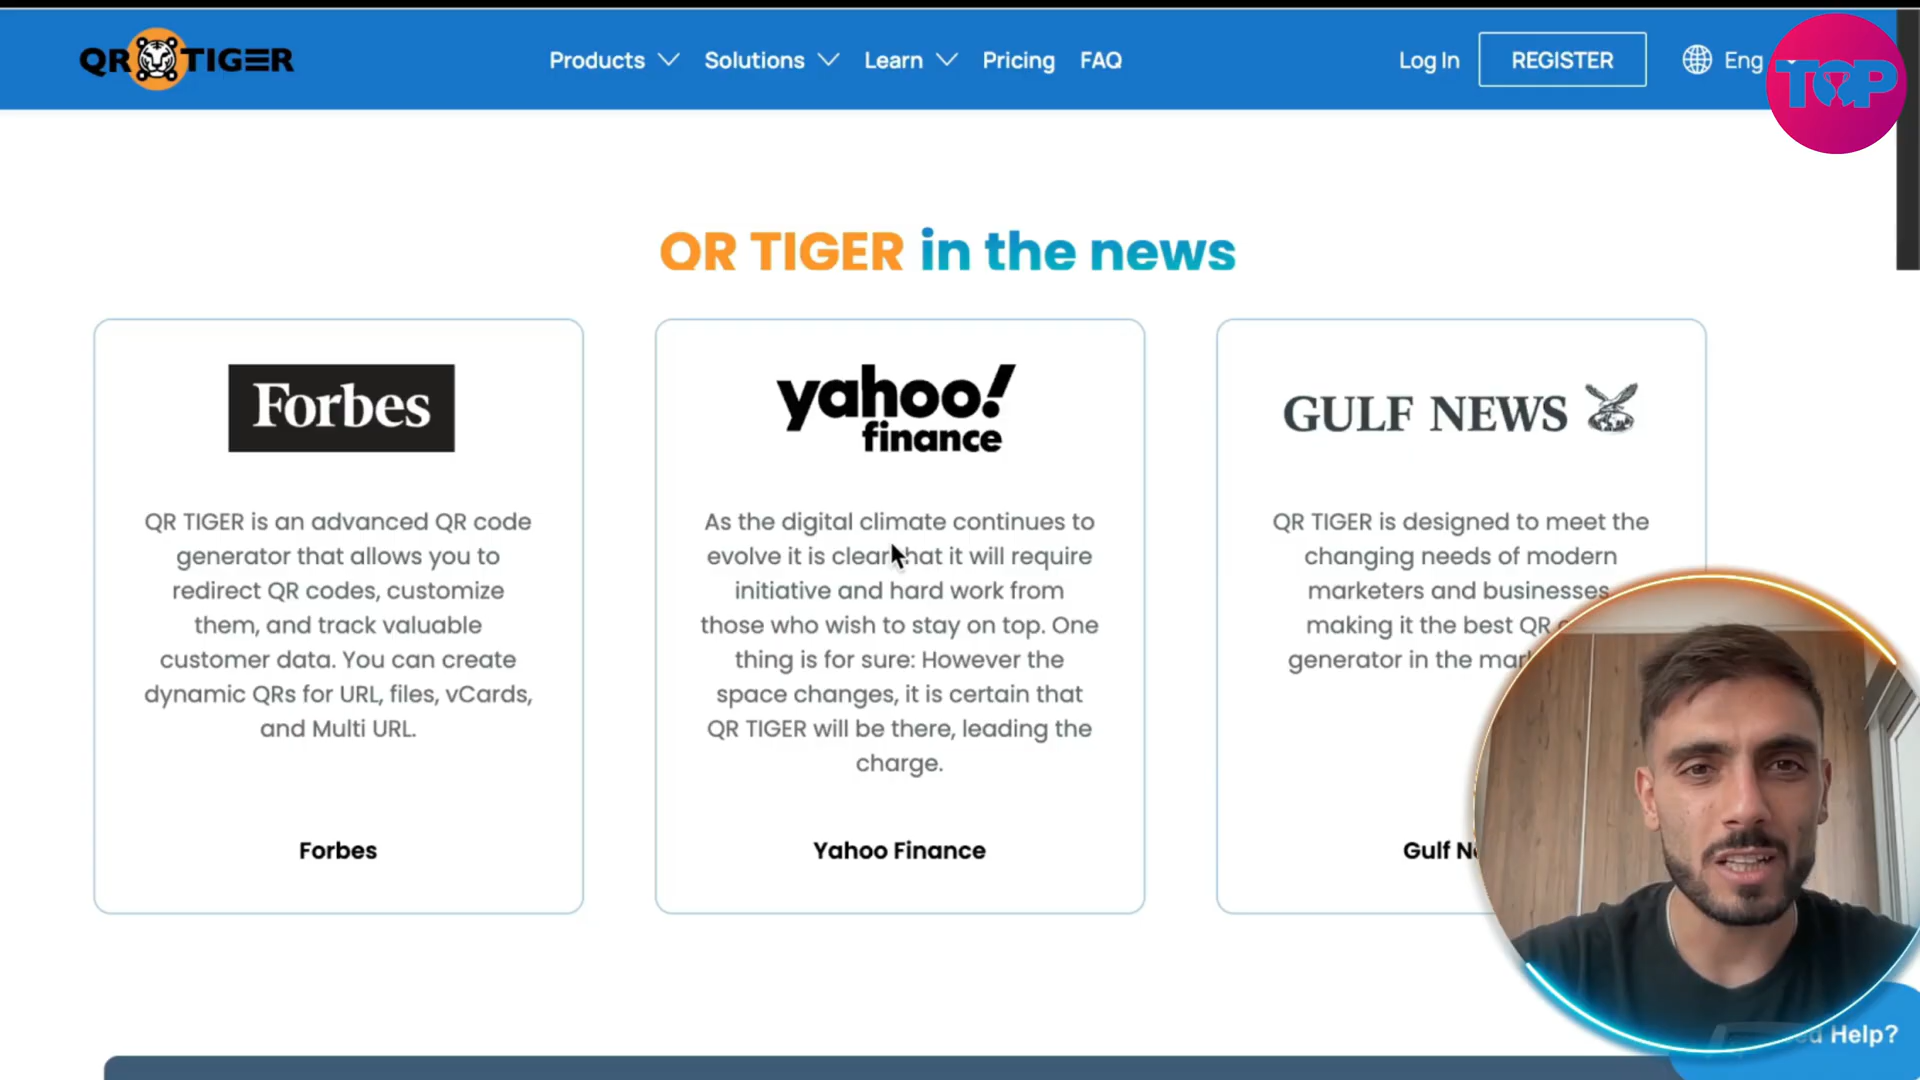 QR TIGER
Products
Solutions
Learn
Pricing
FAQ
Log In
REGISTER
Eng
TOP
QR TIGER in the news
Forbes
QR TIGER is an advanced QR code
generator that allows you to
redirect QR codes, customize
them, and track valuable
customer data. You can create
dynamic QRs for URL, files, vCards,
and Multi URL.
Forbes
yahoo!
finance
As the digital climate continues to
evolve it is clear that it will require
initiative and hard work from
those who wish to stay on top. One
thing is for sure: However the
space changes, it is certain that
QR TIGER will be there, leading the
charge.
Yahoo Finance
GULF NEWS
QR TIGER is designed to meet the
changing needs of modern
marketers and businesses
making it the best QR
generator in the
Gulf
Help?